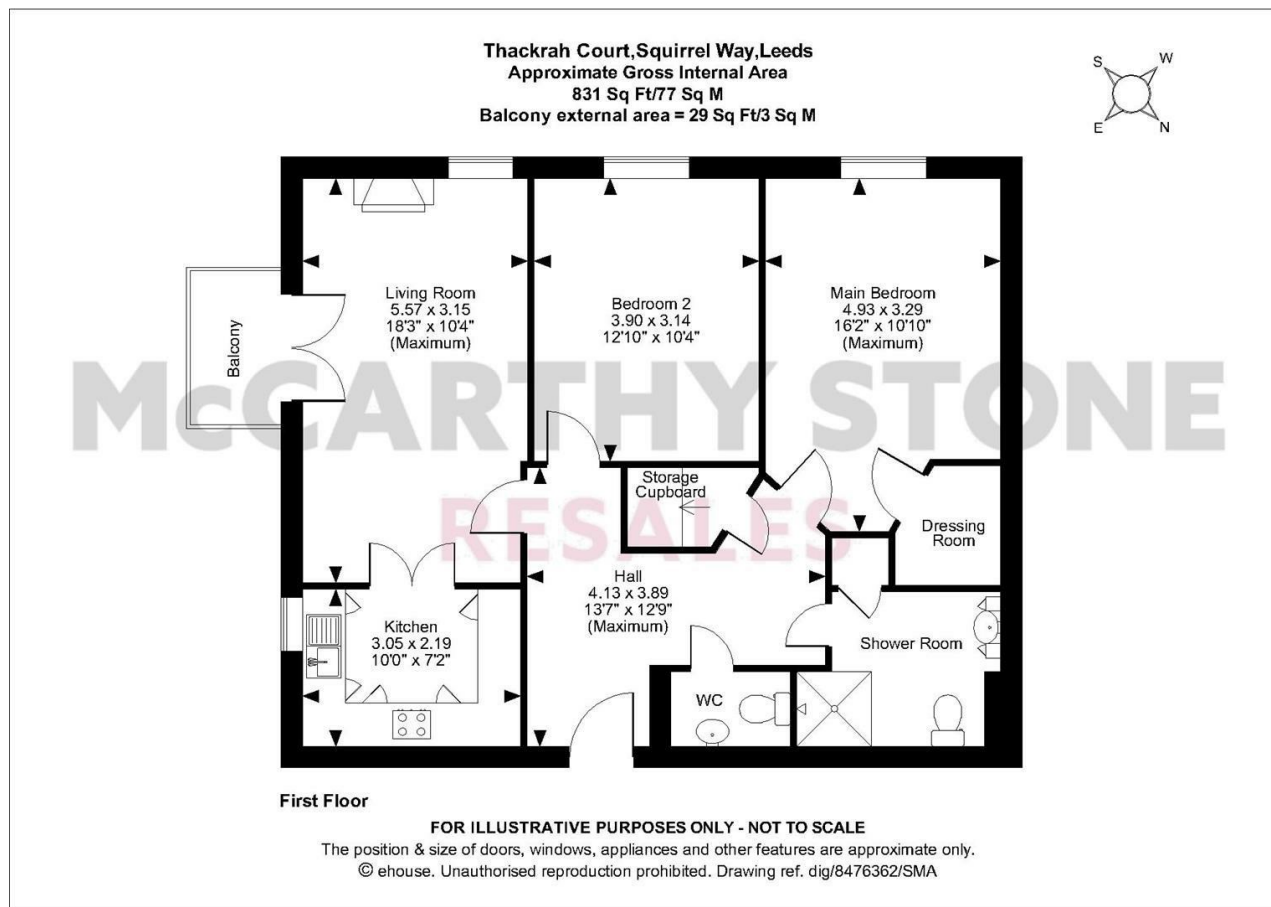 Thackrah Court,Squirrel Way,Leeds
Approximate Gross Internal Area
831 Sq Ft/77 Sq M
Balcony external area = 29 Sq Ft/3 Sq M
S
W
E
N
Living Room
5.57 x 3.15
18'3" x 10'4"
(Maximum)
Bedroom 2
3.90 x 3.14
12'10" x 10'4"
Main Bedroom
4.93 x 3.29
16'2" x 10'10"
(Maximum)
Balcony
McCARTHY STONE
RESALES
Storage
Cupboard
Dressing
Room
Hall
4.13 x 3.89
13'7" x 12'9"
(Maximum)
Kitchen
3.05 x 2.19
10'0" x 7'2"
Shower Room
WC
First Floor
FOR ILLUSTRATIVE PURPOSES ONLY - NOT TO SCALE
The position & size of doors, windows, appliances and other features are approximate only.
© ehouse. Unauthorised reproduction prohibited. Drawing ref. dig/8476362/SMA